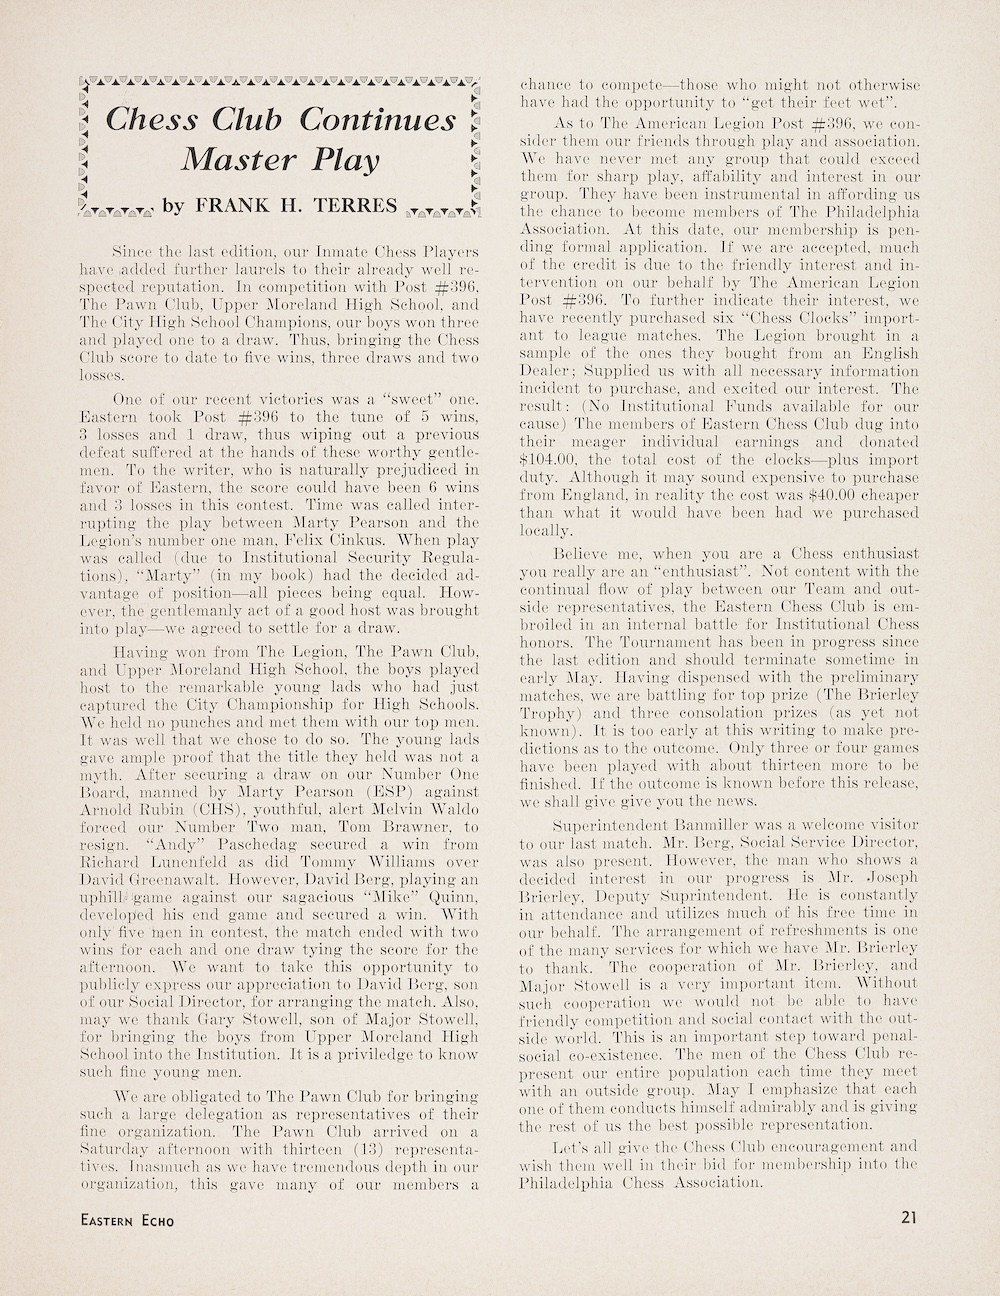 Chess Club Continues
Master Play
by FRANK H. TERRES
Since the last edition, our Inmate Chess Players
have added further laurels to their already well re-
spected reputation. In competition with Post #396,
The Pawn Club, Upper Moreland High School, and
The City High School Champions, our boys won three
and played one to a draw. Thus, bringing the Chess
Club score to date to five wins, three draws and two
losses.
One of our recent victories was a “sweet” one.
Eastern took Post #396 to the tune of 5 wins,
3 losses and 1 draw, thus wiping out a previous
defeat suffered at the hands of these worthy gentle-
men. To the writer, who is naturally prejudiced in
favor of Eastern, the score could have been 6 wins
and 3 losses in this contest. Time was called inter-
rupting the play between Marty Pearson and the
Legion's number one man, Felix Cinkus. When play
was called (due to Institutional Security Regula-
tions), “Marty” (in my book) had the decided ad-
vantage of position—all pieces being equal. How-
ever, the gentlemanly act of a good host was brought
into play—we agreed to settle for a draw.
Having won from The Legion, The Pawn Club,
and Upper Moreland High School, the boys played
host to the remarkable young lads who had just
captured the City Championship for High Schools.
We held no punches and met them with our top men.
It was well that we chose to do so. The young lads
gave ample proof that the title they held was not a
myth. After securing a draw on our Number One
Board, manned by Marty Pearson (ESP) against
Arnold Rubin (CHS), youthful, alert Melvin Waldo
forced our Number Two man, Tom Brawner, to
resign. “Andy” Paschedag secured a win from
Richard Lunenfeld as did Tommy Williams over
David Greenawalt. However, David Berg, playing an
uphill game against our sagacious “Mike” Quinn,
developed his end game and secured a win. With
only five men in contest, the match ended with two
wins for each and one draw tying the score for the
afternoon. We want to take this opportunity to
publicly express our appreciation to David Berg, son
of our Social Director, for arranging the match. Also,
may we thank Gary Stowell, son of Major Stowell,
for bringing the boys from Upper Moreland High
School into the Institution. It is a priviledge to know
such fine young men.
We are obligated to The Pawn Club for bringing
such a large delegation as representatives of their
fine organization. The Pawn Club arrived on a
Saturday afternoon with thirteen (13) representa-
tives. Inasmuch as we have tremendous depth in our
organization, this gave many of our members a
chance to compete—those who might not otherwise
have had the opportunity to “get their feet wet”.
As to The American Legion Post #396, we con-
sider them our friends through play and association.
We have never met any group that could exceed
them for sharp play, affability and interest in our
group. They have been instrumental in affording us
the chance to become members of The Philadelphia
Association. At this date, our membership is pen-
ding formal application. If we are accepted, much
of the credit is due to the friendly interest and in-
tervention on our behalf by The American Legion
Post #396. To further indicate their interest, we
have recently purchased six “Chess Clocks” import-
ant to league matches. The Legion brought in a
sample of the ones they bought from an English
Dealer; Supplied us with all necessary information
incident to purchase, and excited our interest. The
result: (No Institutional Funds available for our
cause) The members of Eastern Chess Club dug into
their meager individual earnings and donated
$104.00, the total cost of the clocks—plus import
duty. Although it may sound expensive to purchase
from England, in reality the cost was $40.00 cheaper
than what it would have been had we purchased
locally.
Believe me, when you are a Chess enthusiast
you really are an “enthusiast”. Not content with the
continual flow of play between our Team and out-
side representatives, the Eastern Chess Club is em-
broiled in an internal battle for Institutional Chess
honors. The Tournament has been in progress since
the last edition and should terminate sometime in
early May. Having dispensed with the preliminary
matches, we are battling for top prize (The Brierley
Trophy) and three consolation prizes (as yet not
known). It is too early at this writing to make pre-
dictions as to the outcome. Only three or four games
have been played with about thirteen more to be
finished. If the outcome is known before this release,
we shall give give you the news.
Superintendent Banmiller was a welcome visitor
to our last match. Mr. Berg, Social Service Director,
was also present. However, the man who shows a
decided interest in our progress is Mr. Joseph
Brierley, Deputy Suprintendent. He is constantly
in attendance and utilizes much of his free time in
our behalf. The arrangement of refreshments is one
of the many services for which we have Mr. Brierley
to thank. The cooperation of Mr. Brierley, and
Major Stowell is a very important item. Without
such cooperation we would not be able to have
friendly competition and social contact with the out-
side world. This is an important step toward penal-
social co-existence. The men of the Chess Club re-
present our entire population each time they meet
with an outside group. May I emphasize that each
one of them conducts himself admirably and is giving
the rest of us the best possible representation.
Let's all give the Chess Club encouragement and
wish them well in their bid for membership into the
Philadelphia Chess Association.
EASTERN ECHO
21